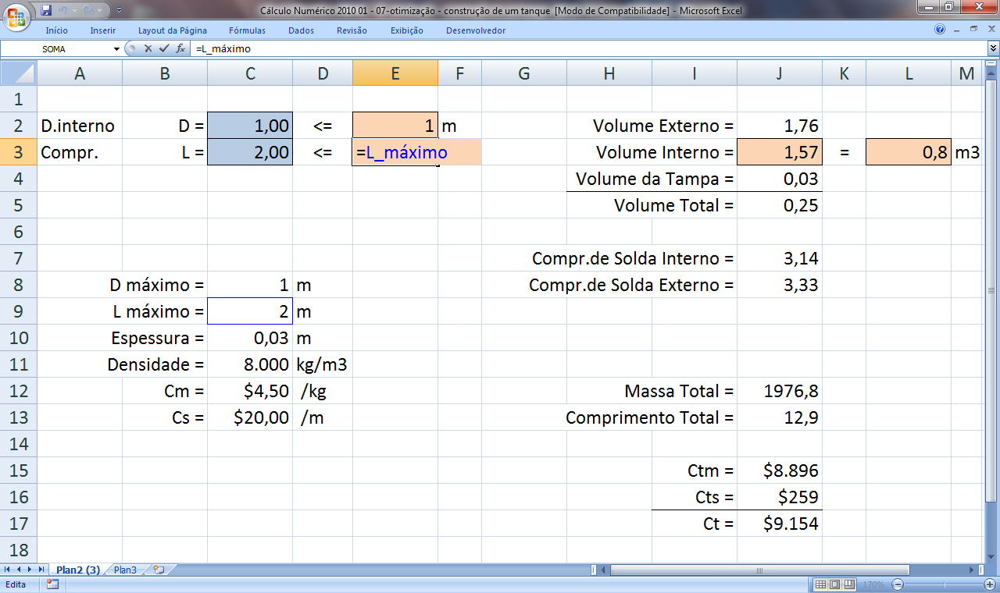 Cálculo Numérico 2010 01 - 07-otimização - construção de um tanque [Modo de Compatibilidade] - Microsoft Excel
Início Inserir Layout da Página Fórmulas Dados Revisão Exibição Desenvolvedor
SOMA fx =L_máximo
A B C D E F G H I J K L M
1
2 D.interno D = 1,00 <= 1 m Volume Externo = 1,76
3 Compr. L = 2,00 <= =L_máximo Volume Interno = 1,57 = 0,8 m3
4 Volume da Tampa = 0,03
5 Volume Total = 0,25
6
7 Compr.de Solda Interno = 3,14
8 D máximo = 1 m Compr.de Solda Externo = 3,33
9 L máximo = 2 m
10 Espessura = 0,03 m
11 Densidade = 8.000 kg/m3
12 Cm = $4,50 /kg Massa Total = 1976,8
13 Cs = $20,00 /m Comprimento Total = 12,9
14
15 Ctm = $8.896
16 Cts = $259
17 Ct = $9.154
18
Plan2 (3) Plan3
Edita 170%